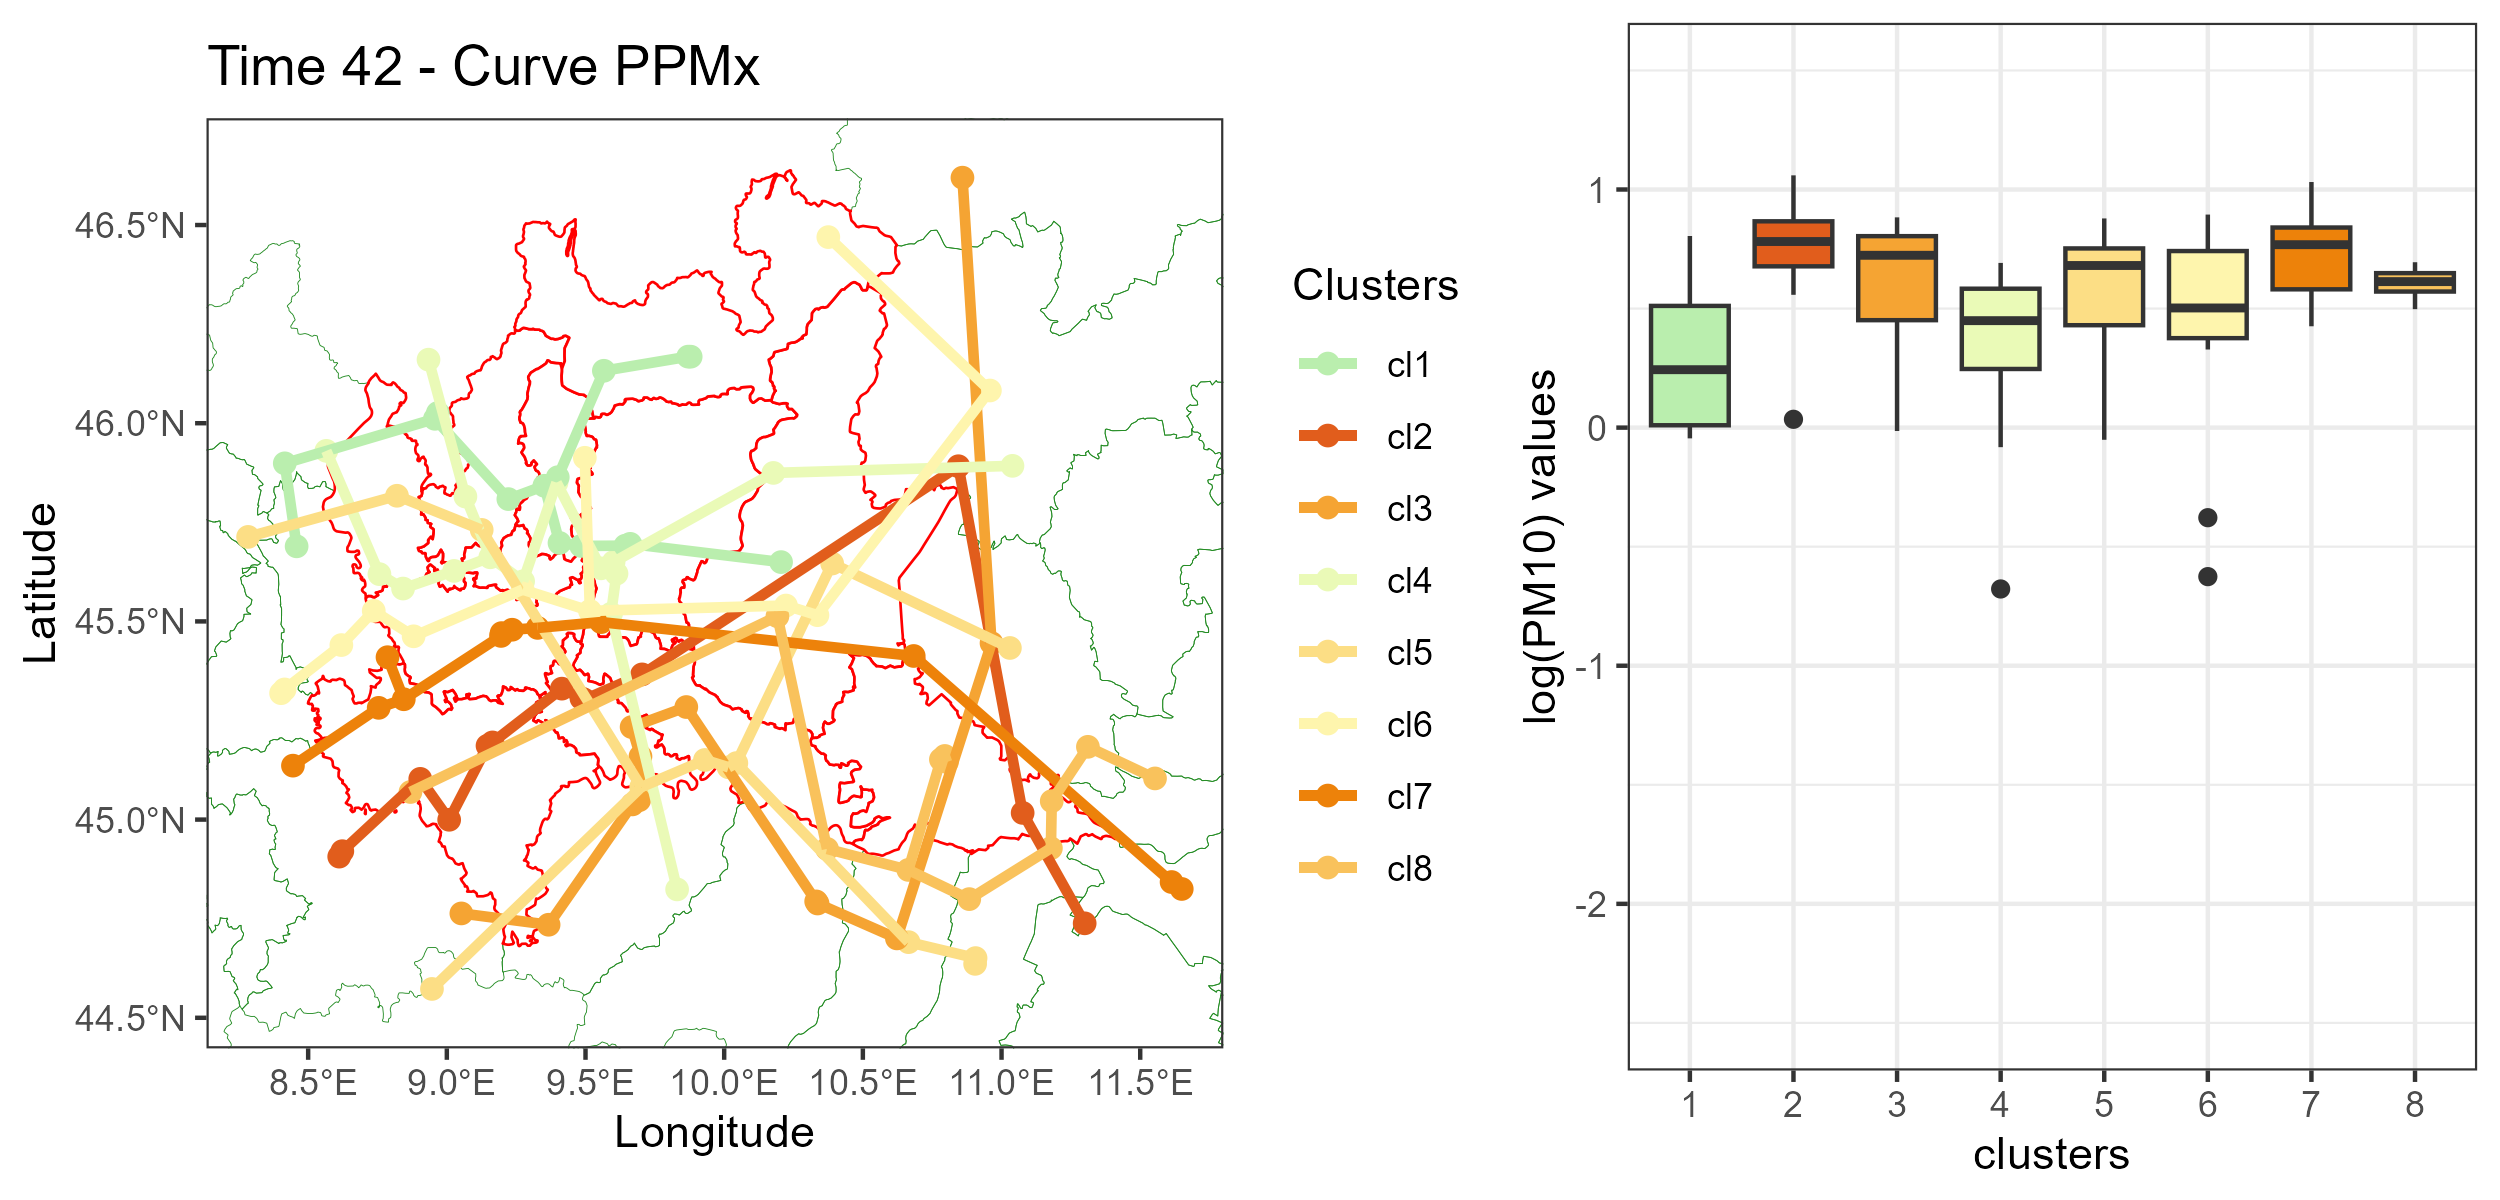 Time 42 - Curve PPMx
46.5°N
46.0°N
45.5°N
45.0°N
44.5°N
Latitude
8.5°E 9.0°E 9.5°E 10.0°E 10.5°E 11.0°E 11.5°E
Longitude
Clusters
cl1
cl2
cl3
cl4
cl5
cl6
cl7
cl8
log(PM10) values
1
0
-1
-2
1 2 3 4 5 6 7 8
clusters